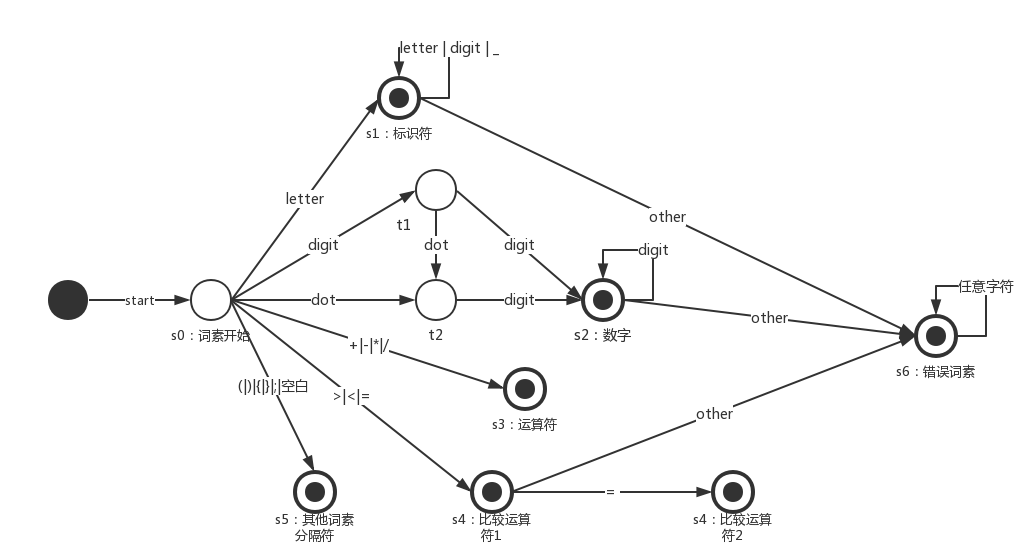 letter | digit | _
s1：标识符
letter
t1
other
digit
dot
digit
digit
任意字符
start
dot
digit
s0：词素开始
t2
s2：数字
other
+|-|*|/
s6：错误词素
(|)|{|}|;|空白
>|<|=
s3：运算符
other
=
s5：其他词素
分隔符
s4：比较运算
符1
s4：比较运算
符2